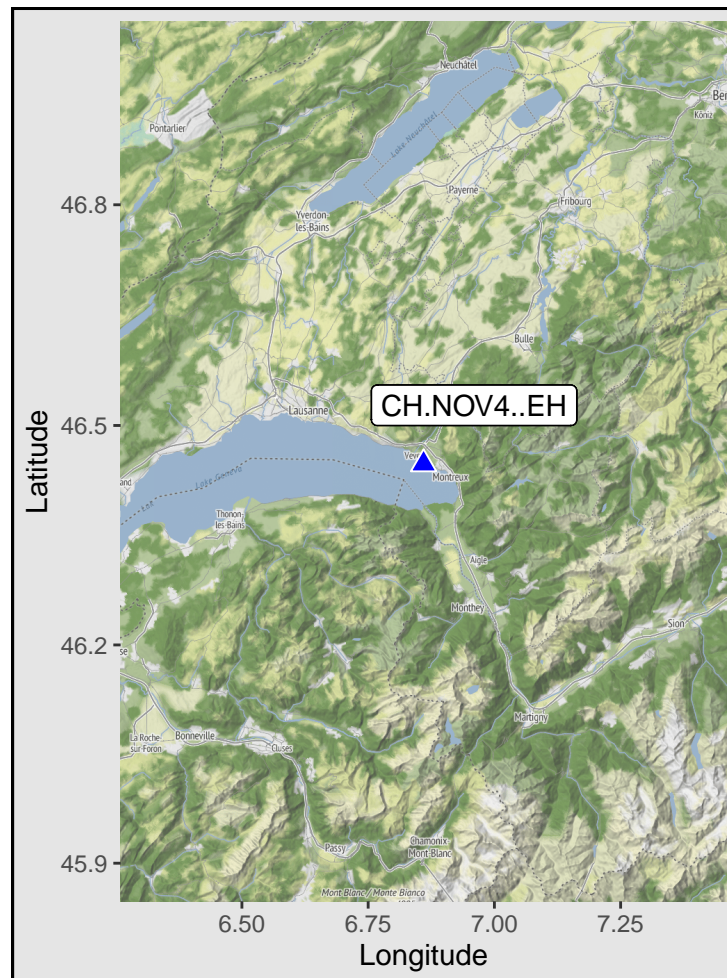 Neuchâtel
Ber
Köniz
Pontarlier
Lake Neuchâtel
Payerne
Fribourg
46.8
Yverdon
-les-Bains
Bulle
CH.NOV4..EH
Lausanne
46.5
Latitude
Vevey
Montreux
Lake Geneva
Thonon
-les-Bains
Aigle
Monthey
Sion
46.2
Martigny
La Roche
-sur-Foron
Bonneville
Cluses
Passy
Chamonix
-Mont-Blanc
45.9
Mont Blanc / Monte Bianco
6.50
6.75
7.00
7.25
Longitude